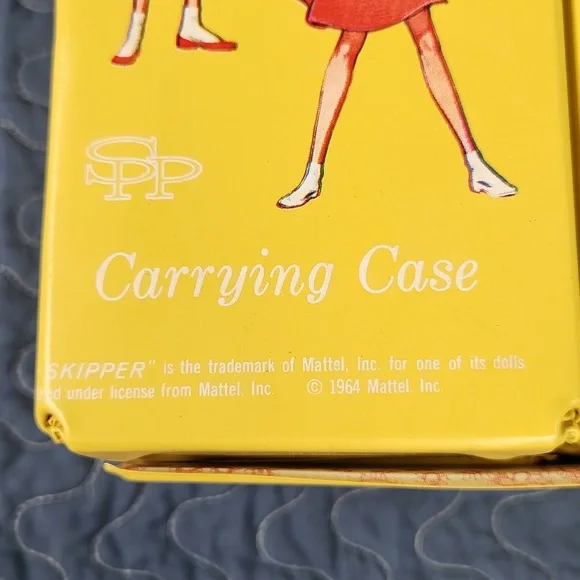 SPP
Carrying Case
SKIPPER" is the trademark of Mattel, Inc. for one of its dolls
under license from Mattel, Inc. © 1964 Mattel, Inc.